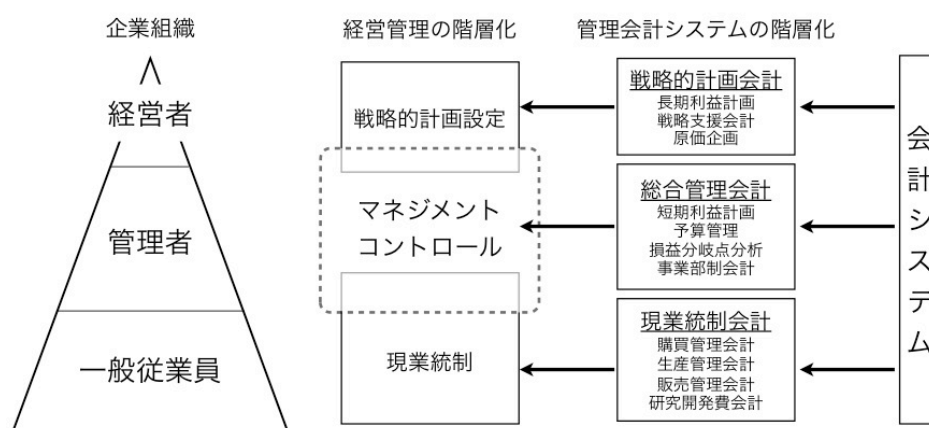 企業組織
経営者
管理者
一般従業員
経営管理の階層化
戦略的計画設定
マネジメント
コントロール
現業統制
管理会計システムの階層化
戦略的計画会計
長期利益計画
戦略支援会計
原価企画
総合管理会計
短期利益計画
予算管理
損益分岐点分析
事業部制会計
現業統制会計
購買管理会計
生産管理会計
販売管理会計
研究開発費会計
会計システム